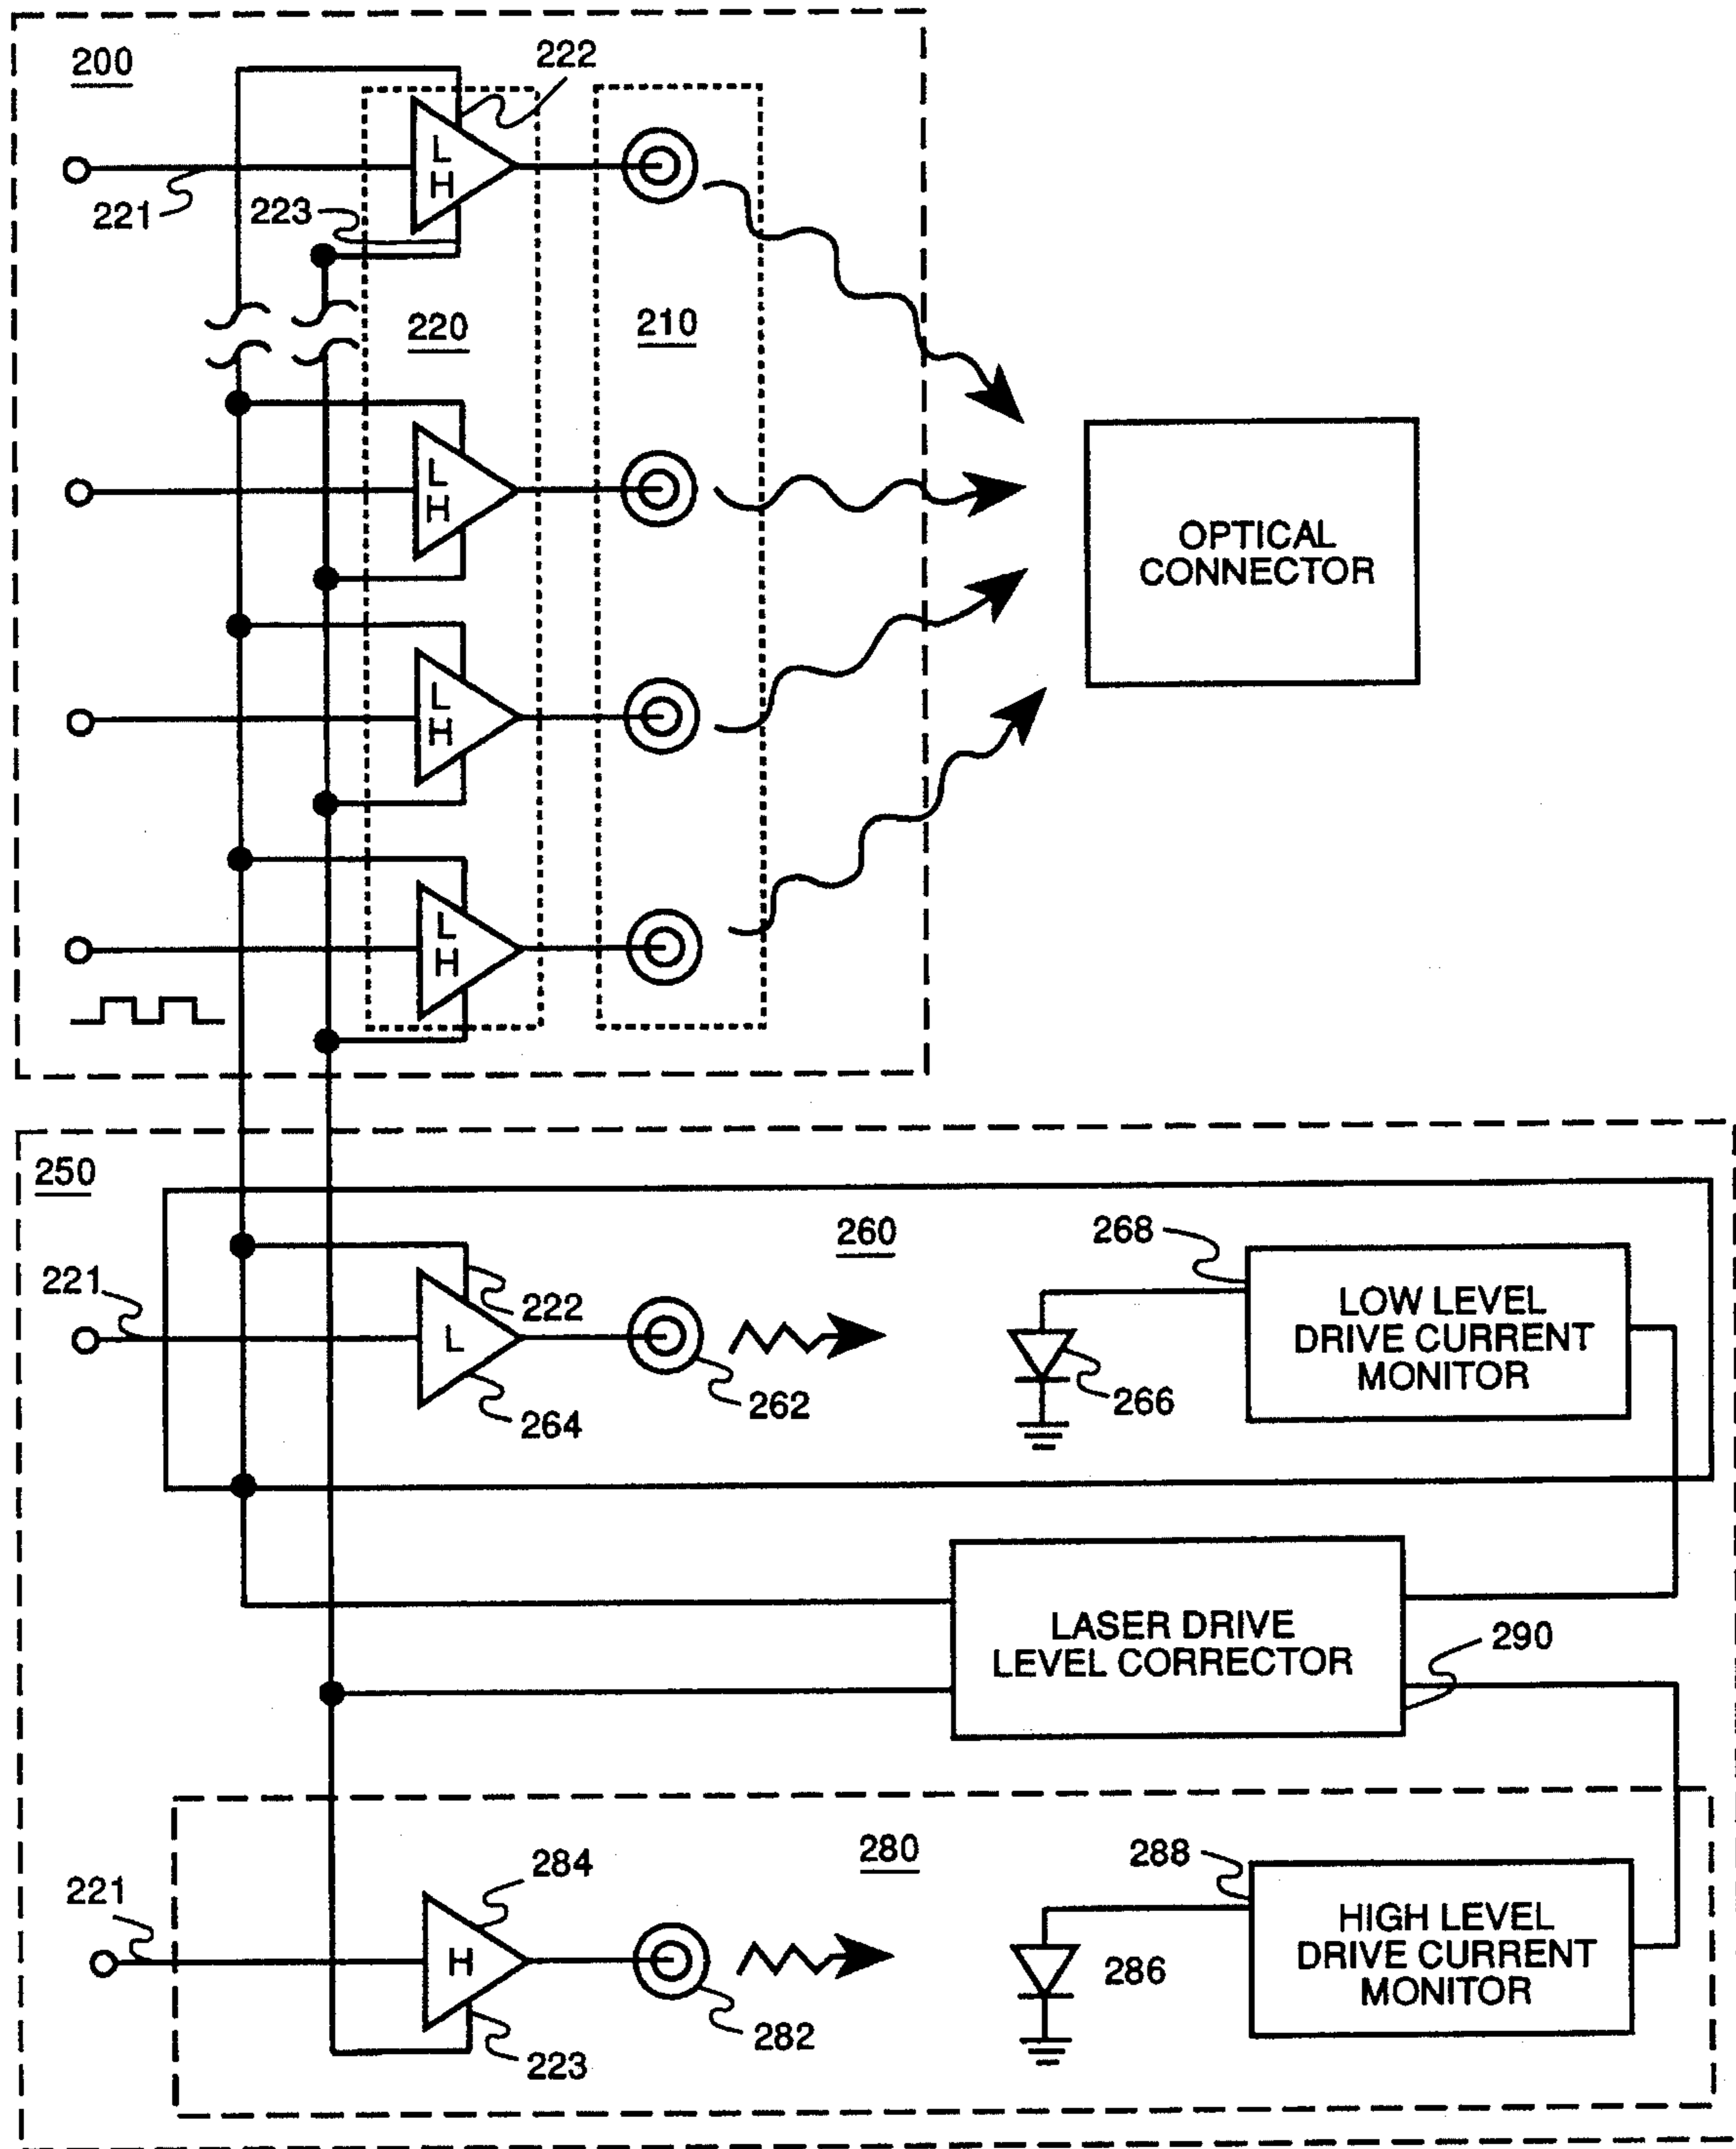 200
222
L
H
221
223
220
210
L
H
OPTICAL
CONNECTOR
L
H
L
H
250
260
268
221
222
L
LOW LEVEL
DRIVE CURRENT
MONITOR
264
262
266
LASER DRIVE
LEVEL CORRECTOR
290
280
284
288
221
H
HIGH LEVEL
DRIVE CURRENT
MONITOR
286
282
223